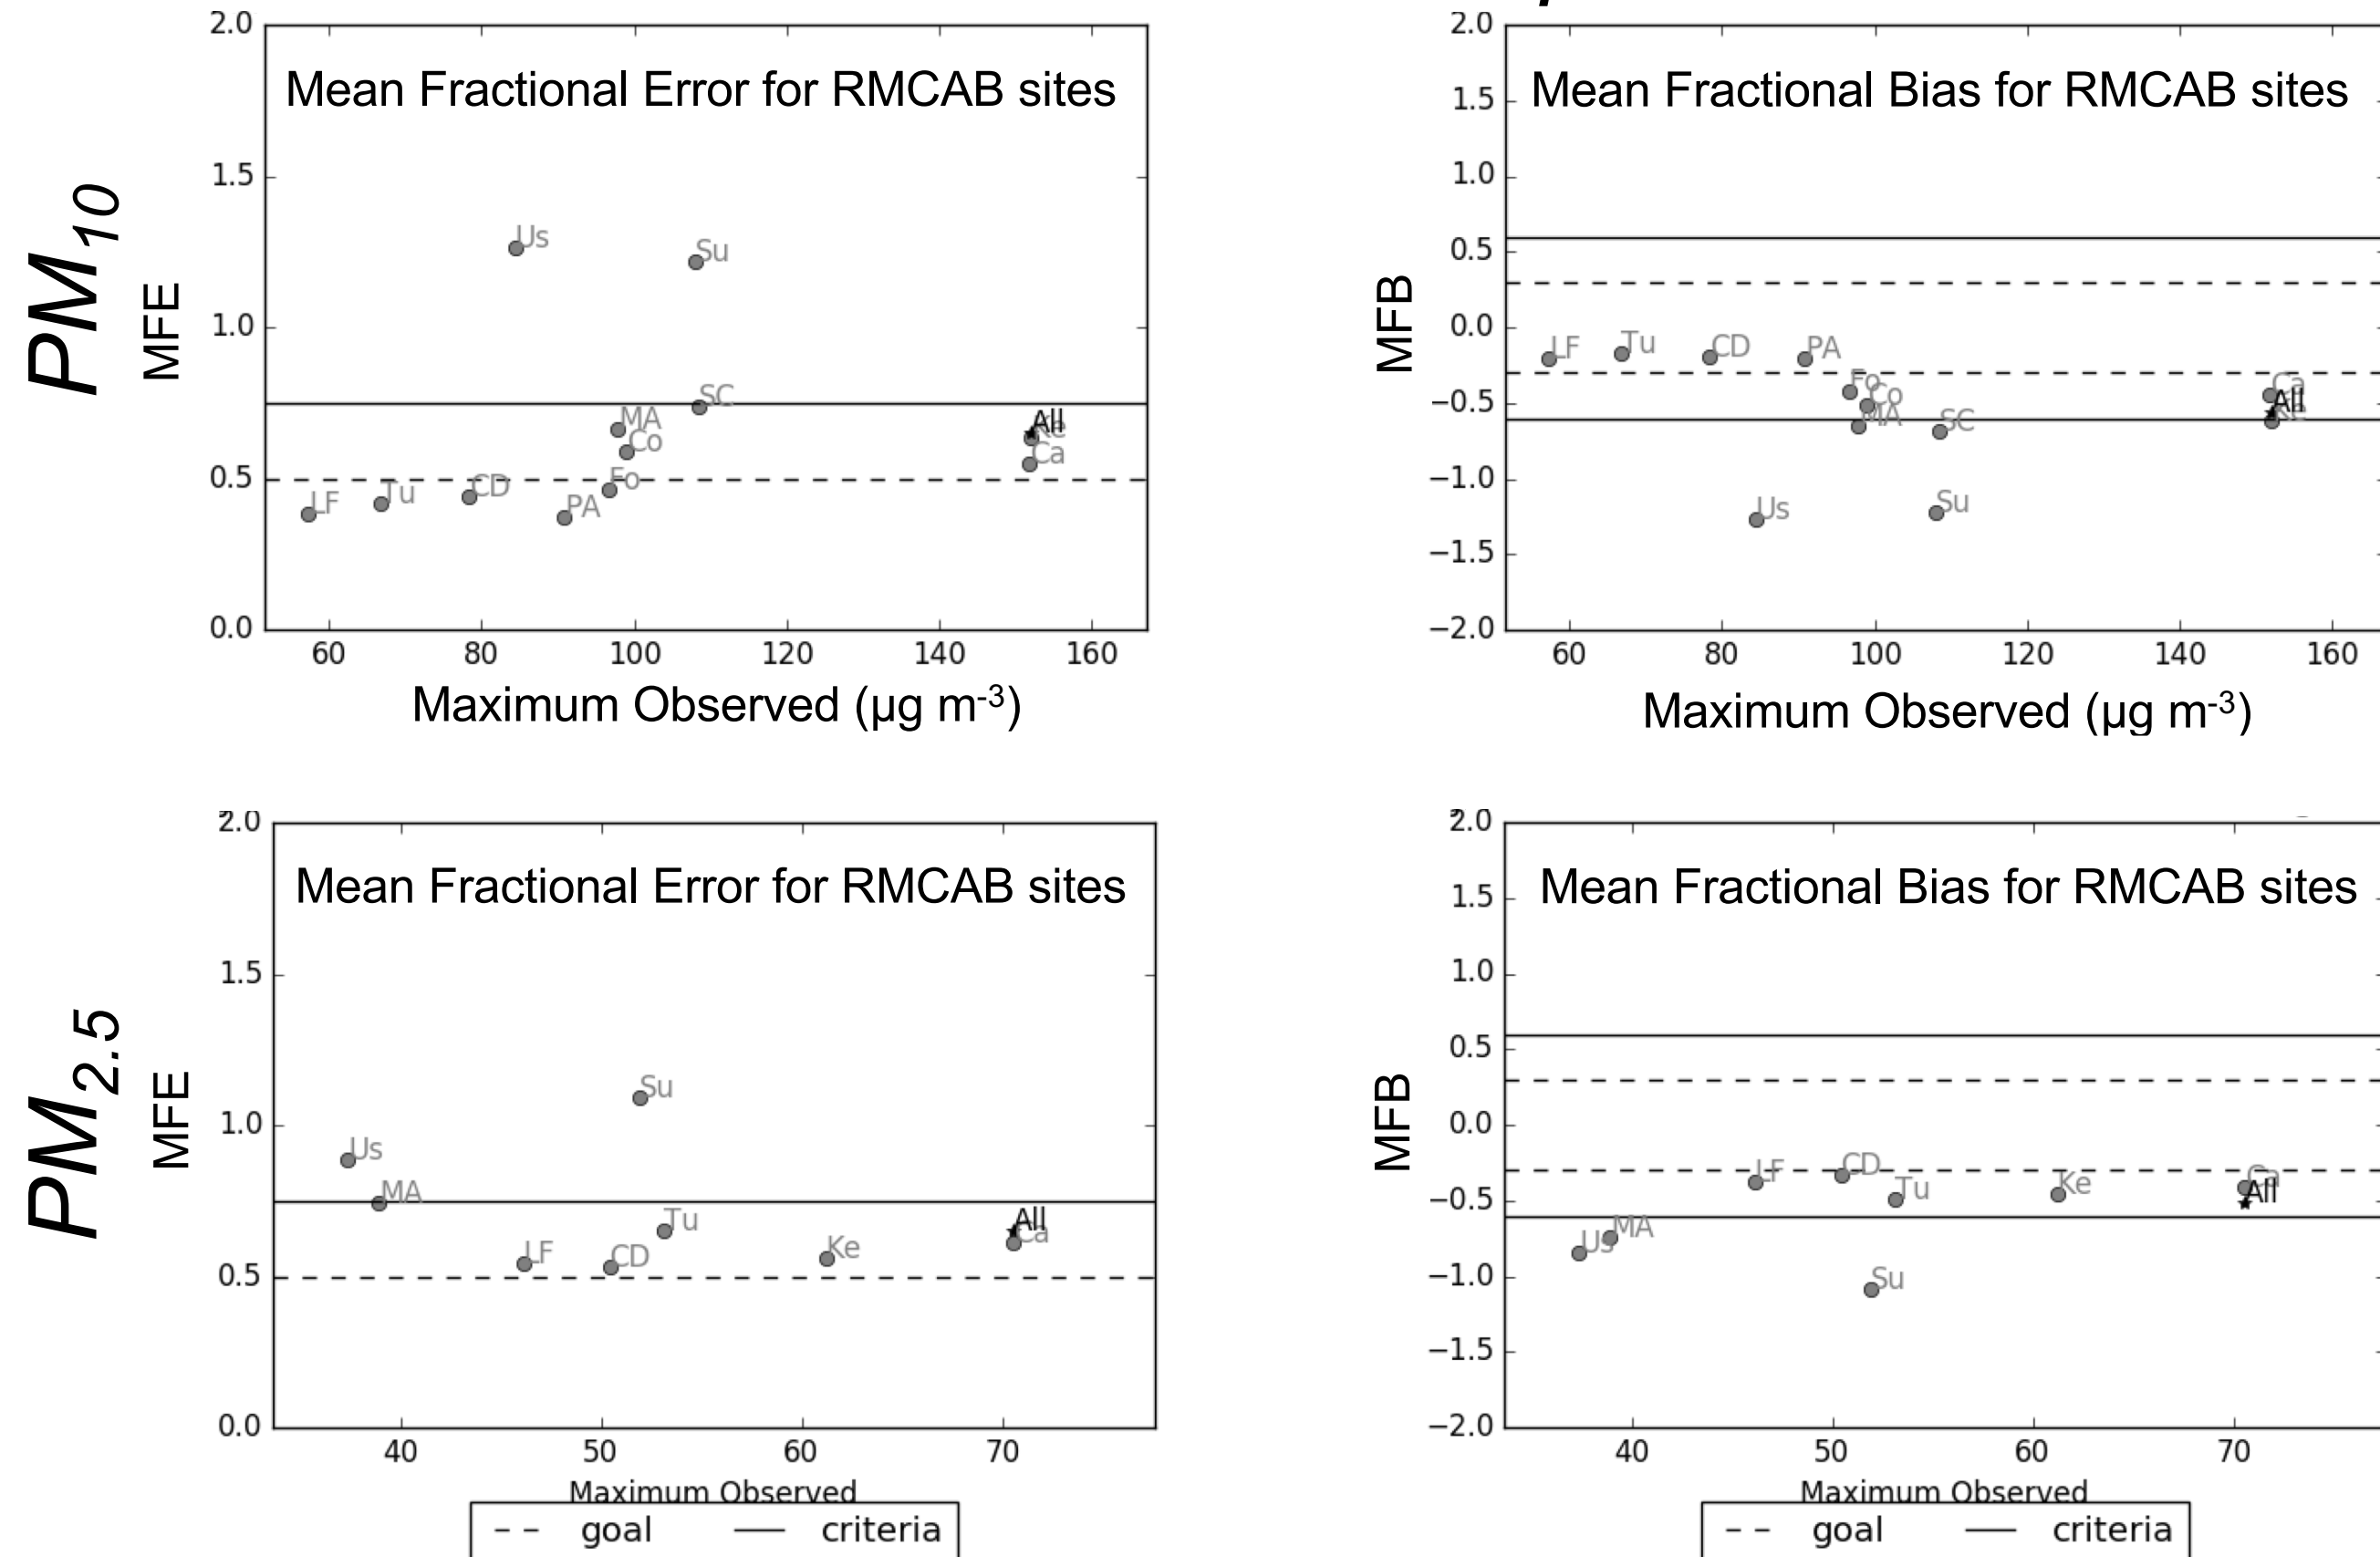 PM10
MFE
Mean Fractional Error for RMCAB sites
2.0
1.5
1.0
0.5
0.0
Us
Su
SC
MA
Co
All
Ke
Ca
Fo
CD
Tu
LF
PA
60 80 100 120 140 160
Maximum Observed (µg m-3)
MFB
Mean Fractional Bias for RMCAB sites
2.0
1.5
1.0
0.5
0.0
−0.5
−1.0
−1.5
−2.0
LF
Tu
CD
PA
Fo
Co
MA
SC
Ca
All
Ke
Us
Su
60 80 100 120 140 160
Maximum Observed (µg m-3)
PM2.5
MFE
Mean Fractional Error for RMCAB sites
2.0
1.5
1.0
0.5
0.0
Su
Us
MA
Tu
All
Ca
LF
CD
Ke
40 50 60 70
Maximum Observed
goal criteria
MFB
Mean Fractional Bias for RMCAB sites
2.0
1.5
1.0
0.5
0.0
−0.5
−1.0
−1.5
−2.0
LF
CD
Tu
Ke
Ca
All
MA
Us
Su
40 50 60 70
Maximum Observed
goal criteria